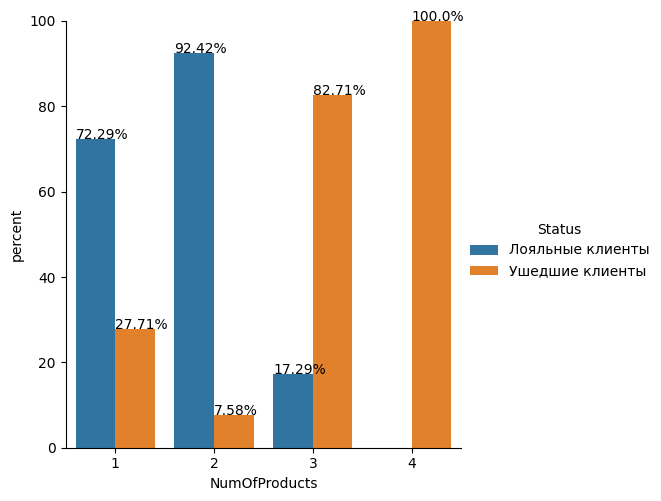 100
100.0%
92.42%
82.71%
80
72.29%
60
percent
Status
Лояльные клиенты
Ушедшие клиенты
40
27.71%
20
17.29%
7.58%
0
1 2 3 4
NumOfProducts